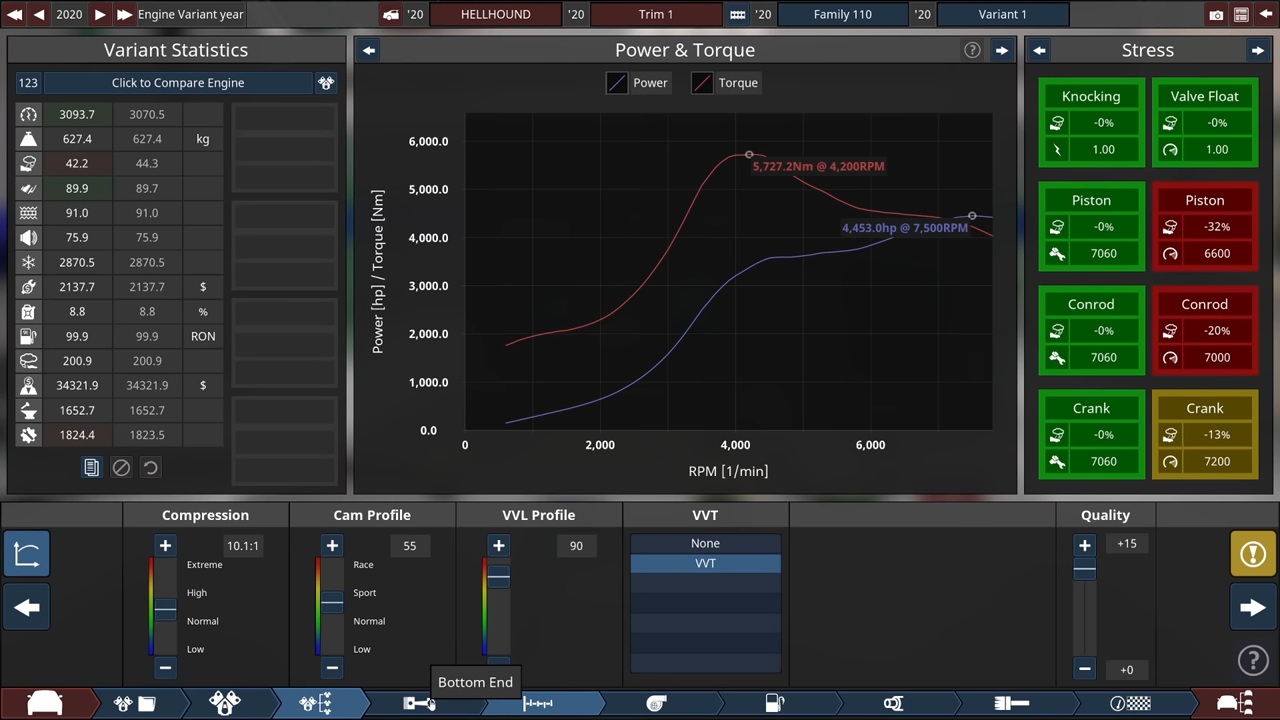 2020 Engine Variant year '20 HELLHOUND '20 Trim 1 '20 Family 110 '20 Variant 1
Variant Statistics
123 Click to Compare Engine
3093.7 3070.5
627.4 627.4 kg
42.2 44.3
89.9 89.7
91.0 91.0
75.9 75.9
2870.5 2870.5
2137.7 2137.7 $
8.8 8.8 %
99.9 99.9 RON
200.9 200.9
34321.9 34321.9 $
1652.7 1652.7
1824.4 1823.5
Power & Torque
?
Power Torque
Power [hp] / Torque [Nm]
6,000.0
5,000.0
4,000.0
3,000.0
2,000.0
1,000.0
0.0
5,727.2Nm @ 4,200RPM
4,453.0hp @ 7,500RPM
0 2,000 4,000 6,000
RPM [1/min]
Stress
Knocking Valve Float
-0% -0%
1.00 1.00
Piston Piston
-0% -32%
7060 6600
Conrod Conrod
-0% -20%
7060 7000
Crank Crank
-0% -13%
7060 7200
Compression
10.1:1
Extreme
High
Normal
Low
Cam Profile
55
Race
Sport
Normal
Low
VVL Profile
90
VVT
None
VVT
Quality
+15
+0
?
Bottom End